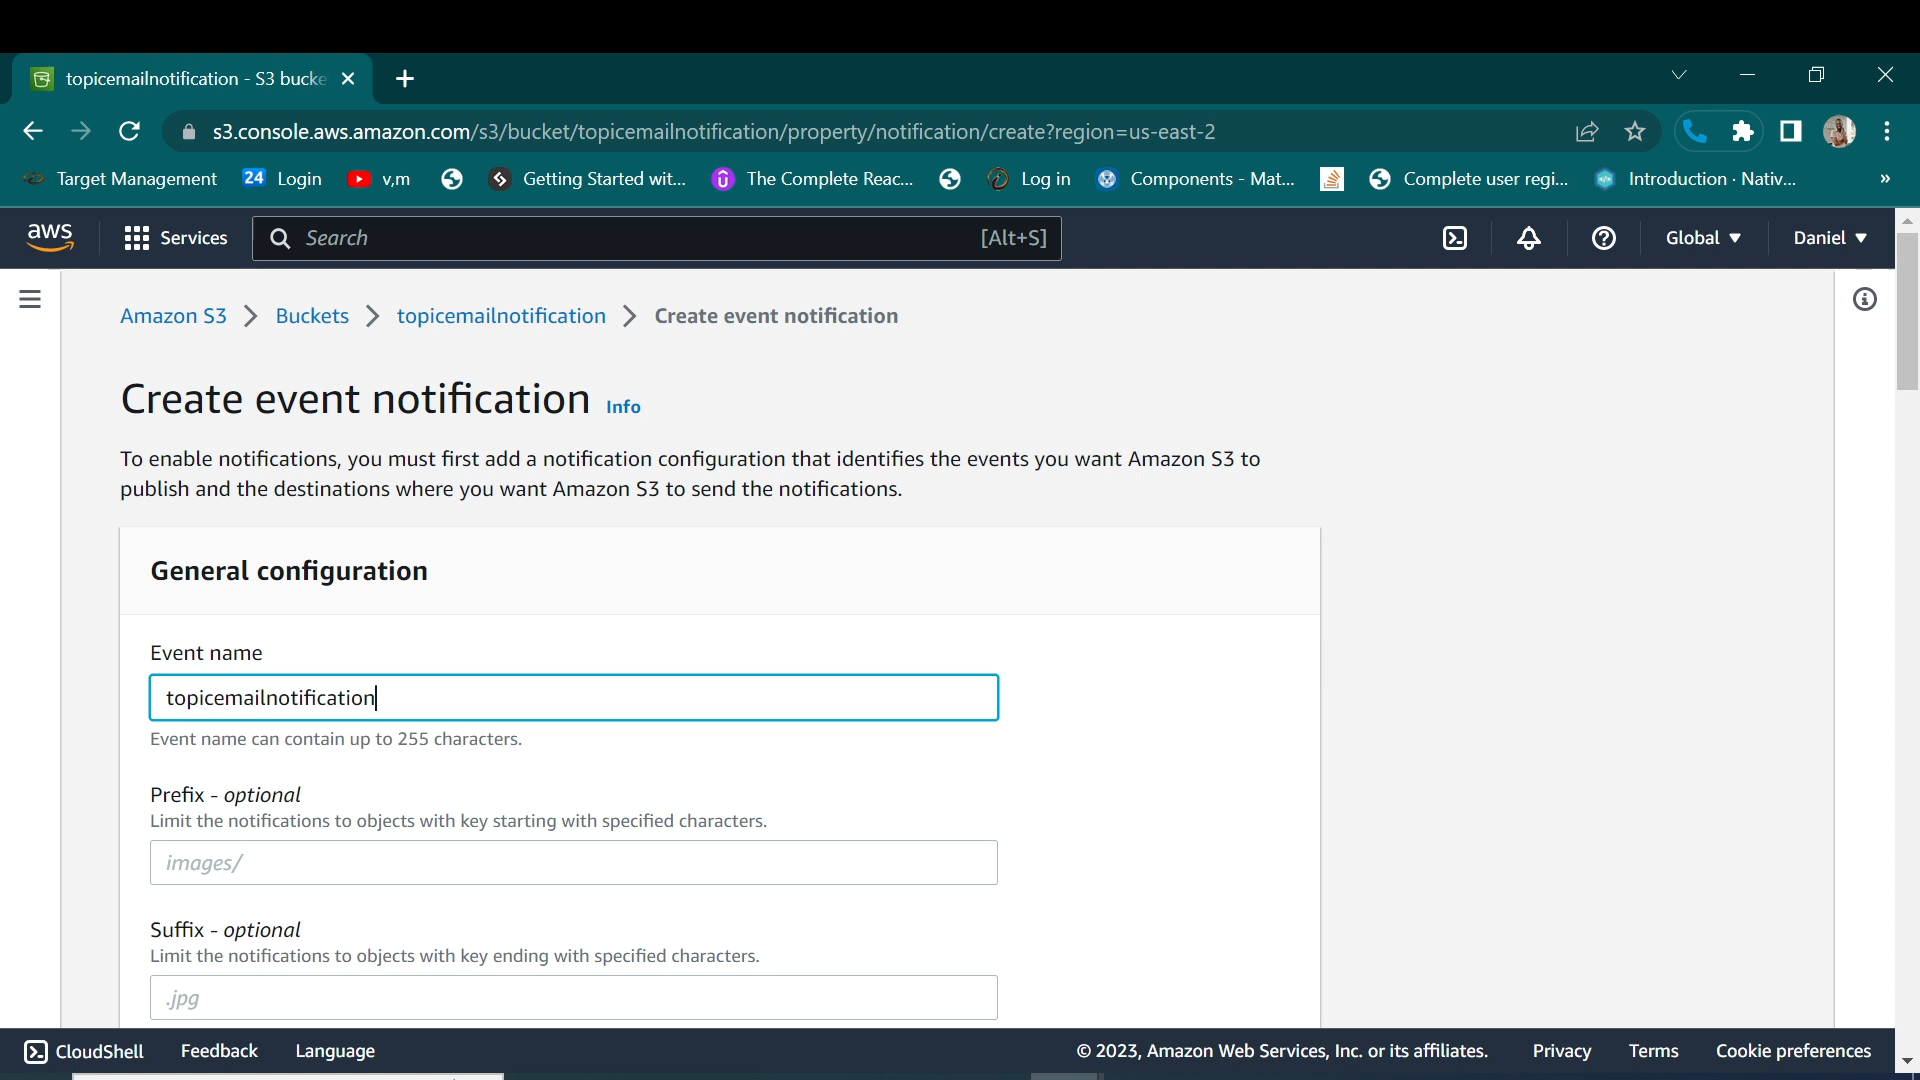 topicemailnotification - S3 bucke
s3.console.aws.amazon.com/s3/bucket/topicemailnotification/property/notification/create?region=us-east-2
Target Management 24 Login v,m Getting Started wit... The Complete Reac... Log in Components - Mat... Complete user regi... Introduction · Nativ... »
aws Services Search [Alt+S] Global Daniel
Amazon S3 > Buckets > topicemailnotification > Create event notification
Create event notification Info
To enable notifications, you must first add a notification configuration that identifies the events you want Amazon S3 to
publish and the destinations where you want Amazon S3 to send the notifications.
General configuration
Event name
topicemailnotification
Event name can contain up to 255 characters.
Prefix - optional
Limit the notifications to objects with key starting with specified characters.
images/
Suffix - optional
Limit the notifications to objects with key ending with specified characters.
.jpg
CloudShell Feedback Language © 2023, Amazon Web Services, Inc. or its affiliates. Privacy Terms Cookie preferences